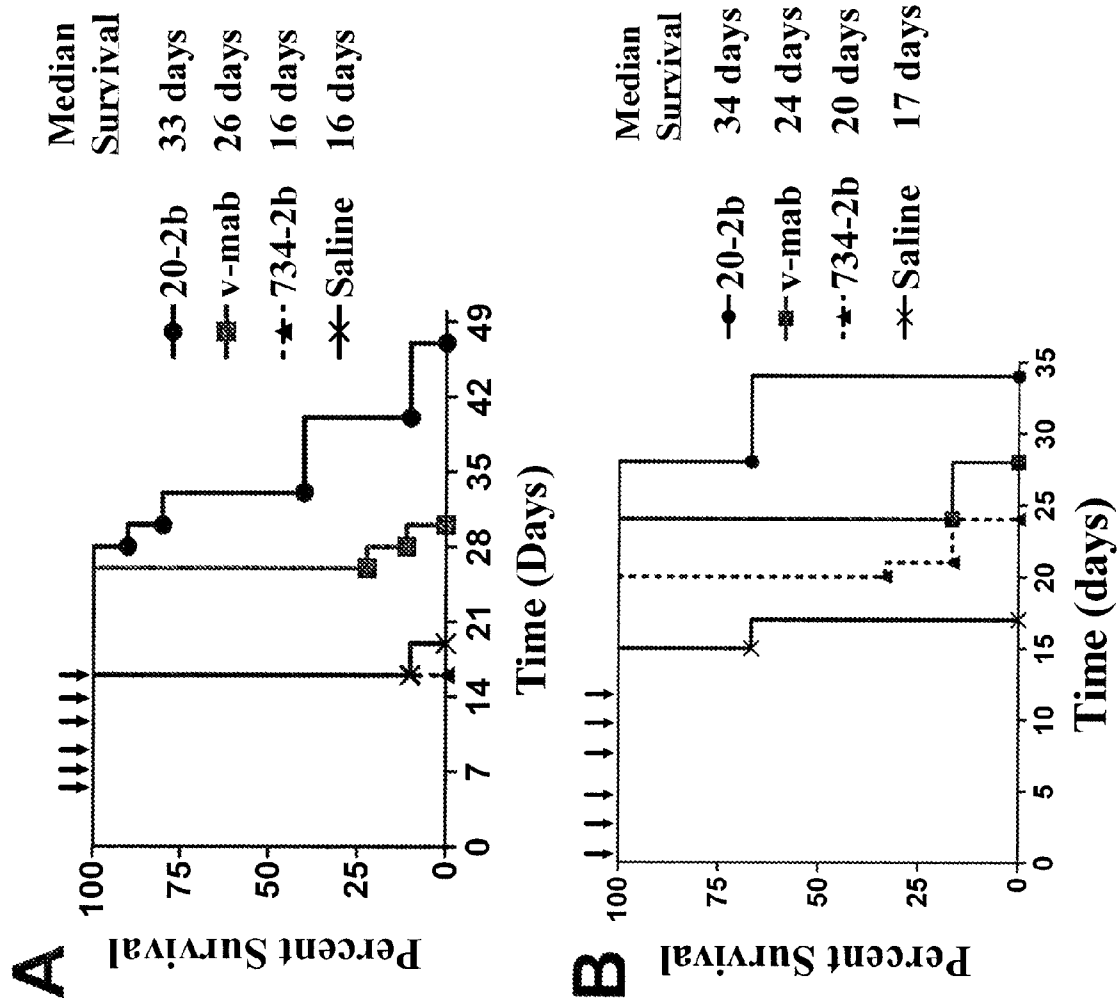 A
Percent Survival
100
75
50
25
0
0
7
14
21
28
35
42
49
Time (Days)
Median
Survival
20-2b 33 days
v-mab 26 days
734-2b 16 days
Saline 16 days
B
Percent Survival
100
75
50
25
0
0
5
10
15
20
25
30
35
Time (days)
Median
Survival
20-2b 34 days
v-mab 24 days
734-2b 20 days
Saline 17 days